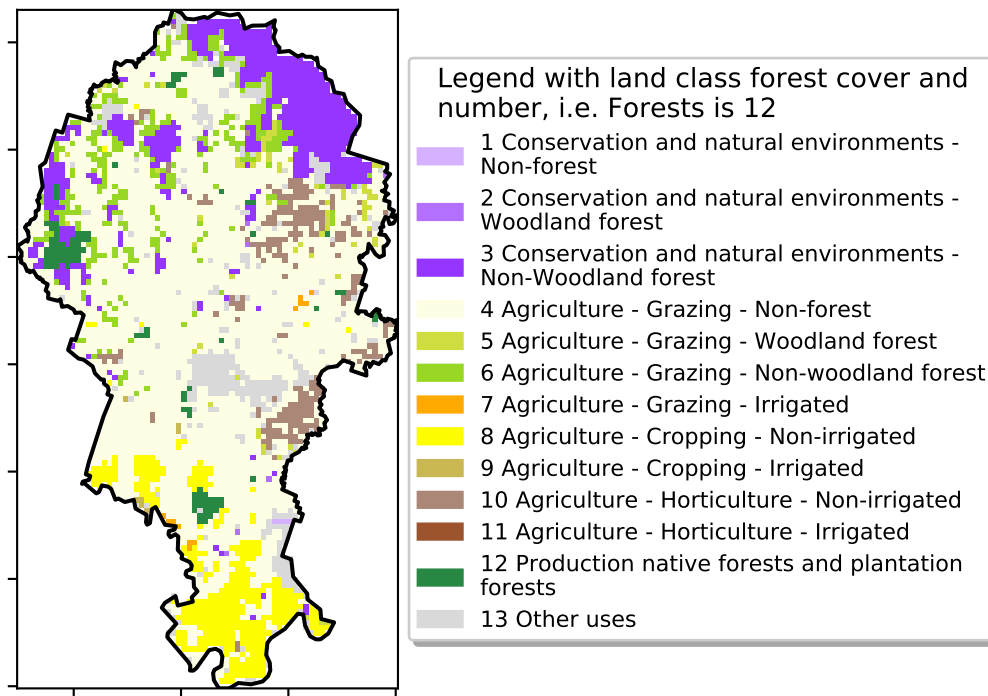 Legend with land class forest cover and
number, i.e. Forests is 12
1 Conservation and natural environments -
Non-forest
2 Conservation and natural environments -
Woodland forest
3 Conservation and natural environments -
Non-Woodland forest
4 Agriculture - Grazing - Non-forest
5 Agriculture - Grazing - Woodland forest
6 Agriculture - Grazing - Non-woodland forest
7 Agriculture - Grazing - Irrigated
8 Agriculture - Cropping - Non-irrigated
9 Agriculture - Cropping - Irrigated
10 Agriculture - Horticulture - Non-irrigated
11 Agriculture - Horticulture - Irrigated
12 Production native forests and plantation
forests
13 Other uses